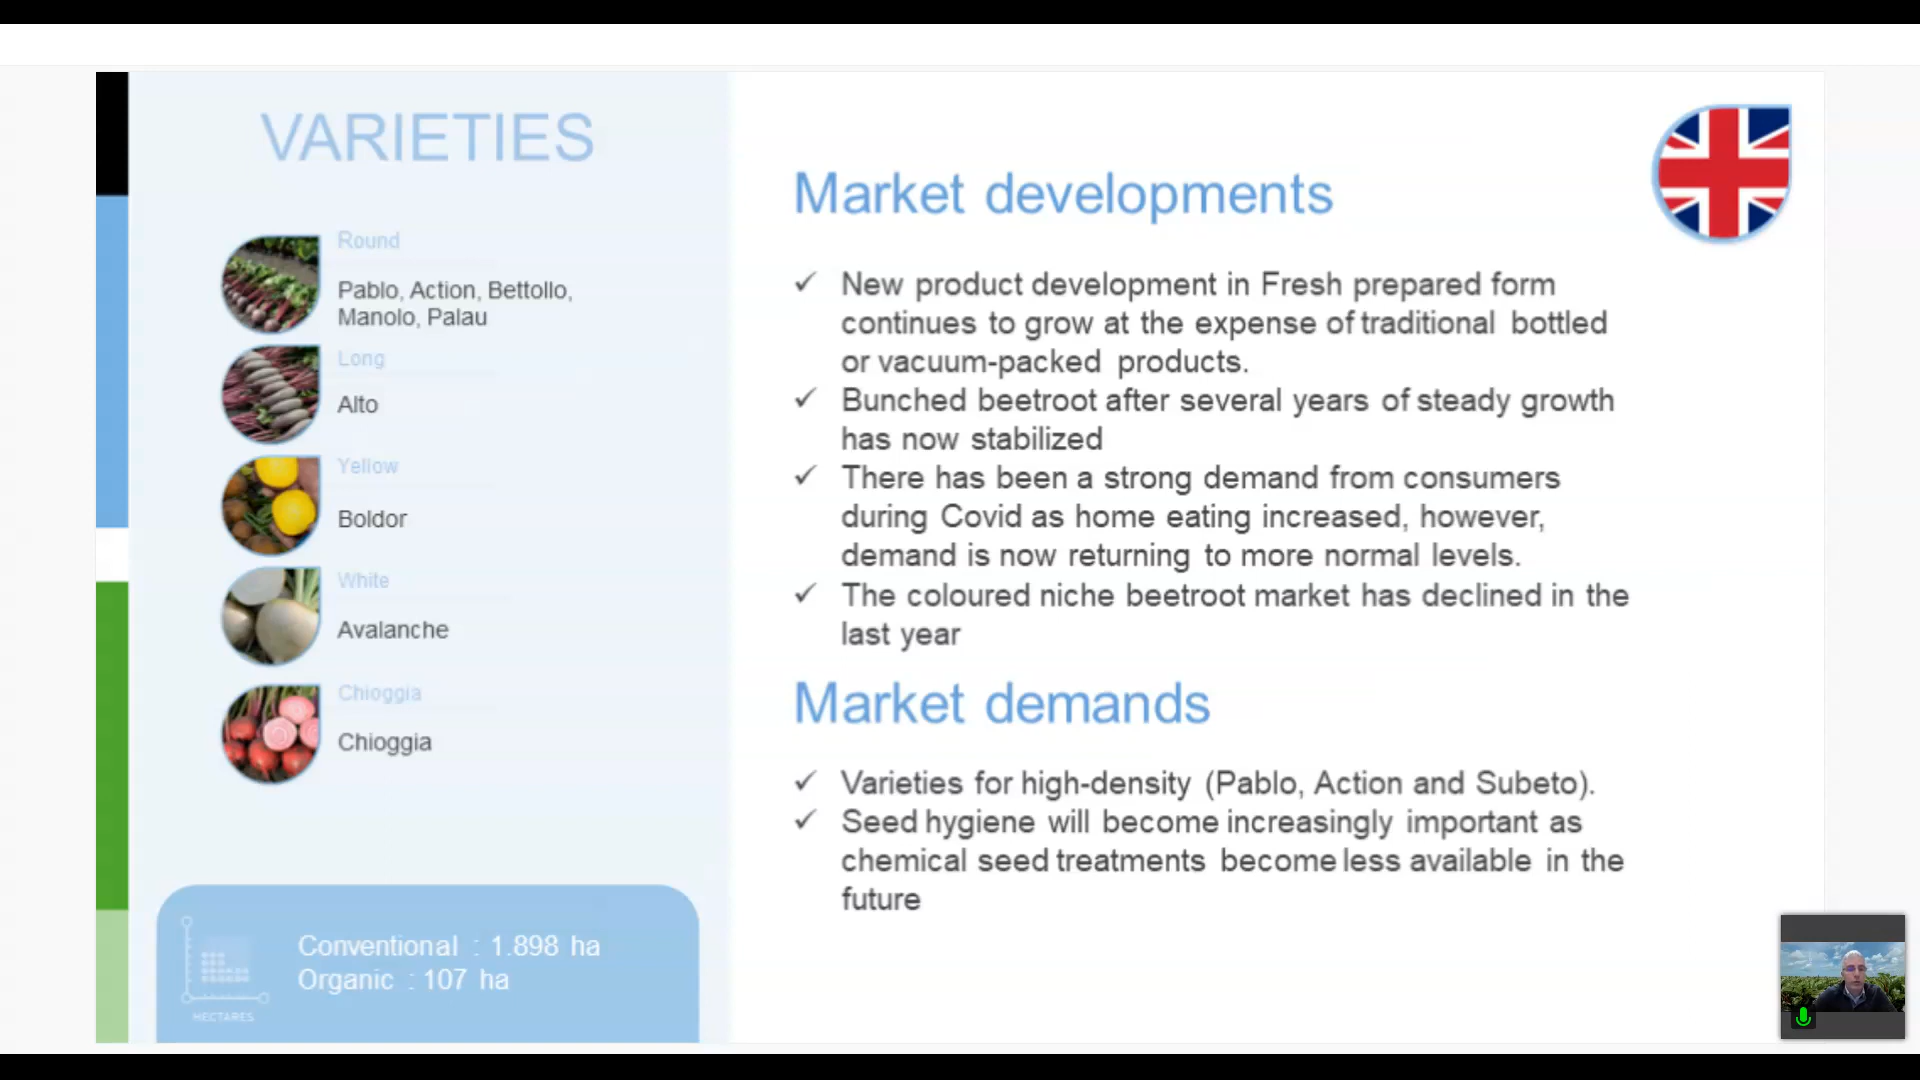 VARIETIES
Round
Pablo, Action, Bettollo,
Manolo, Palau
Long
Alto
Yellow
Boldor
White
Avalanche
Chioggia
Chioggia
Conventional : 1.898 ha
Organic : 107 ha
HECTARES
Market developments
✓ New product development in Fresh prepared form
continues to grow at the expense of traditional bottled
or vacuum-packed products.
✓ Bunched beetroot after several years of steady growth
has now stabilized
✓ There has been a strong demand from consumers
during Covid as home eating increased, however,
demand is now returning to more normal levels.
✓ The coloured niche beetroot market has declined in the
last year
Market demands
✓ Varieties for high-density (Pablo, Action and Subeto).
✓ Seed hygiene will become increasingly important as
chemical seed treatments become less available in the
future